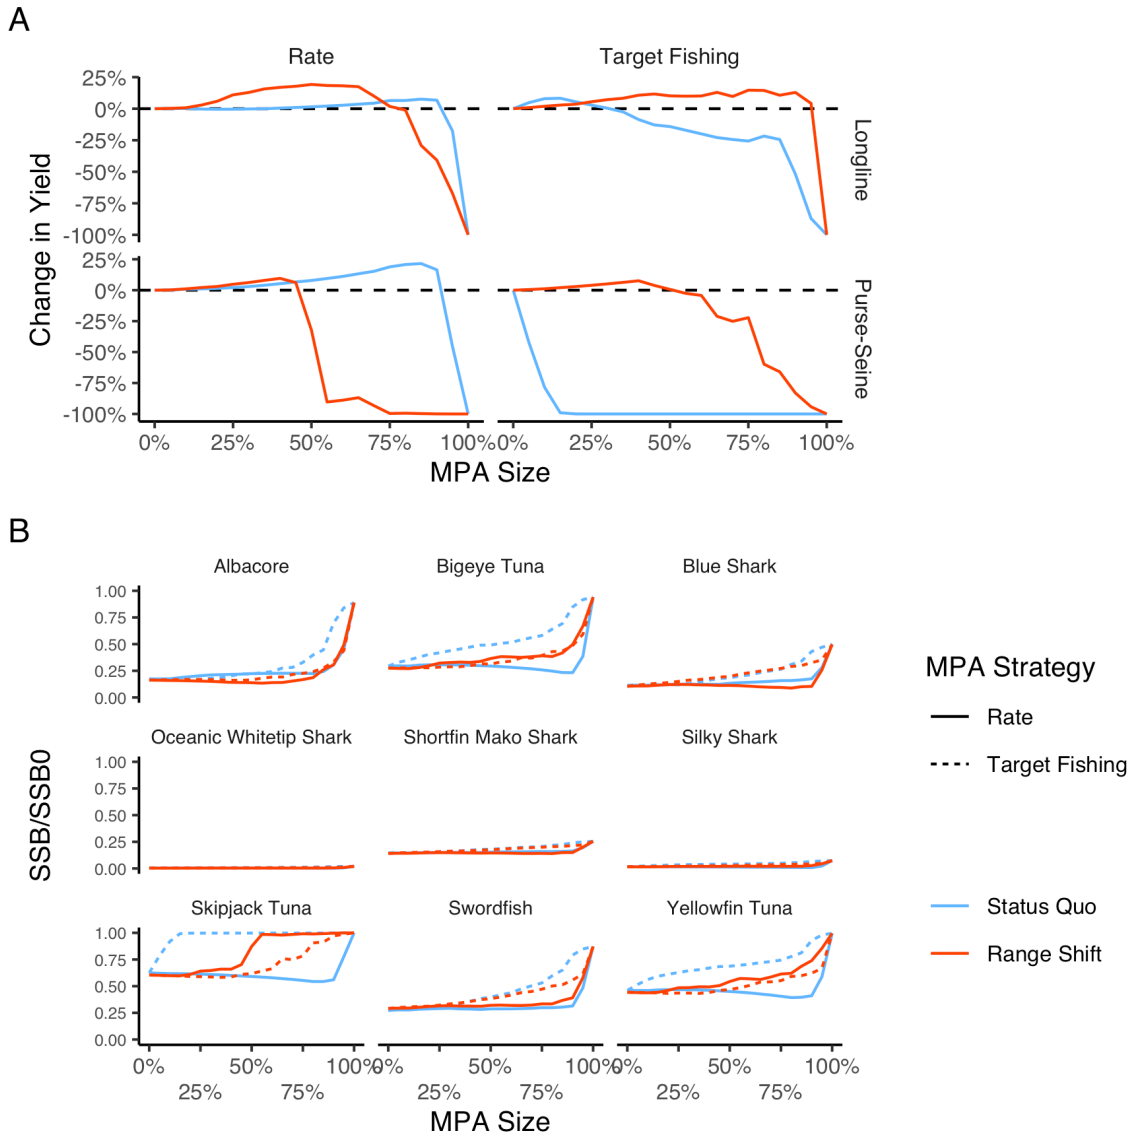 A
Rate
Target Fishing
25%
0%
-25%
-50%
-75%
-100%
Longline
25%
0%
-25%
-50%
-75%
-100%
Purse-Seine
Change in Yield
0% 25% 50% 75% 100%
0% 25% 50% 75% 100%
MPA Size
B
Albacore
Bigeye Tuna
Blue Shark
1.00
0.75
0.50
0.25
0.00
Oceanic Whitetip Shark
Shortfin Mako Shark
Silky Shark
1.00
0.75
0.50
0.25
0.00
SSB/SSB0
Skipjack Tuna
Swordfish
Yellowfin Tuna
1.00
0.75
0.50
0.25
0.00
0% 50% 100% 0% 50% 100% 0% 50% 100%
25% 75% 25% 75% 25% 75%
MPA Size
MPA Strategy
Rate
Target Fishing
Status Quo
Range Shift